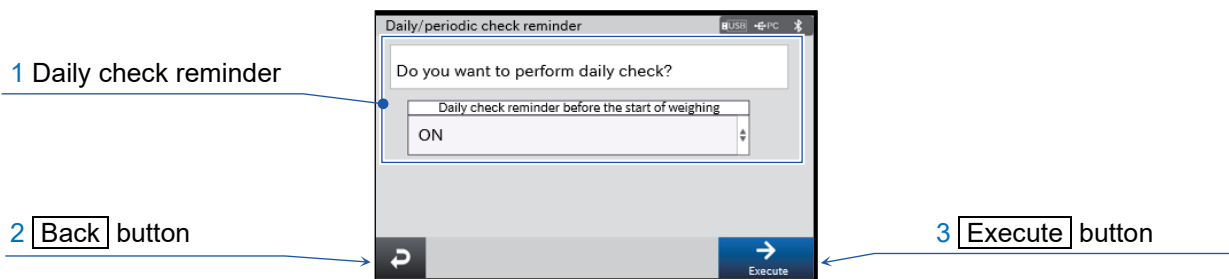 Daily/periodic check reminder USB PC
1 Daily check reminder
Do you want to perform daily check?
Daily check reminder before the start of weighing
ON
2 Back button
3 Execute button
Execute